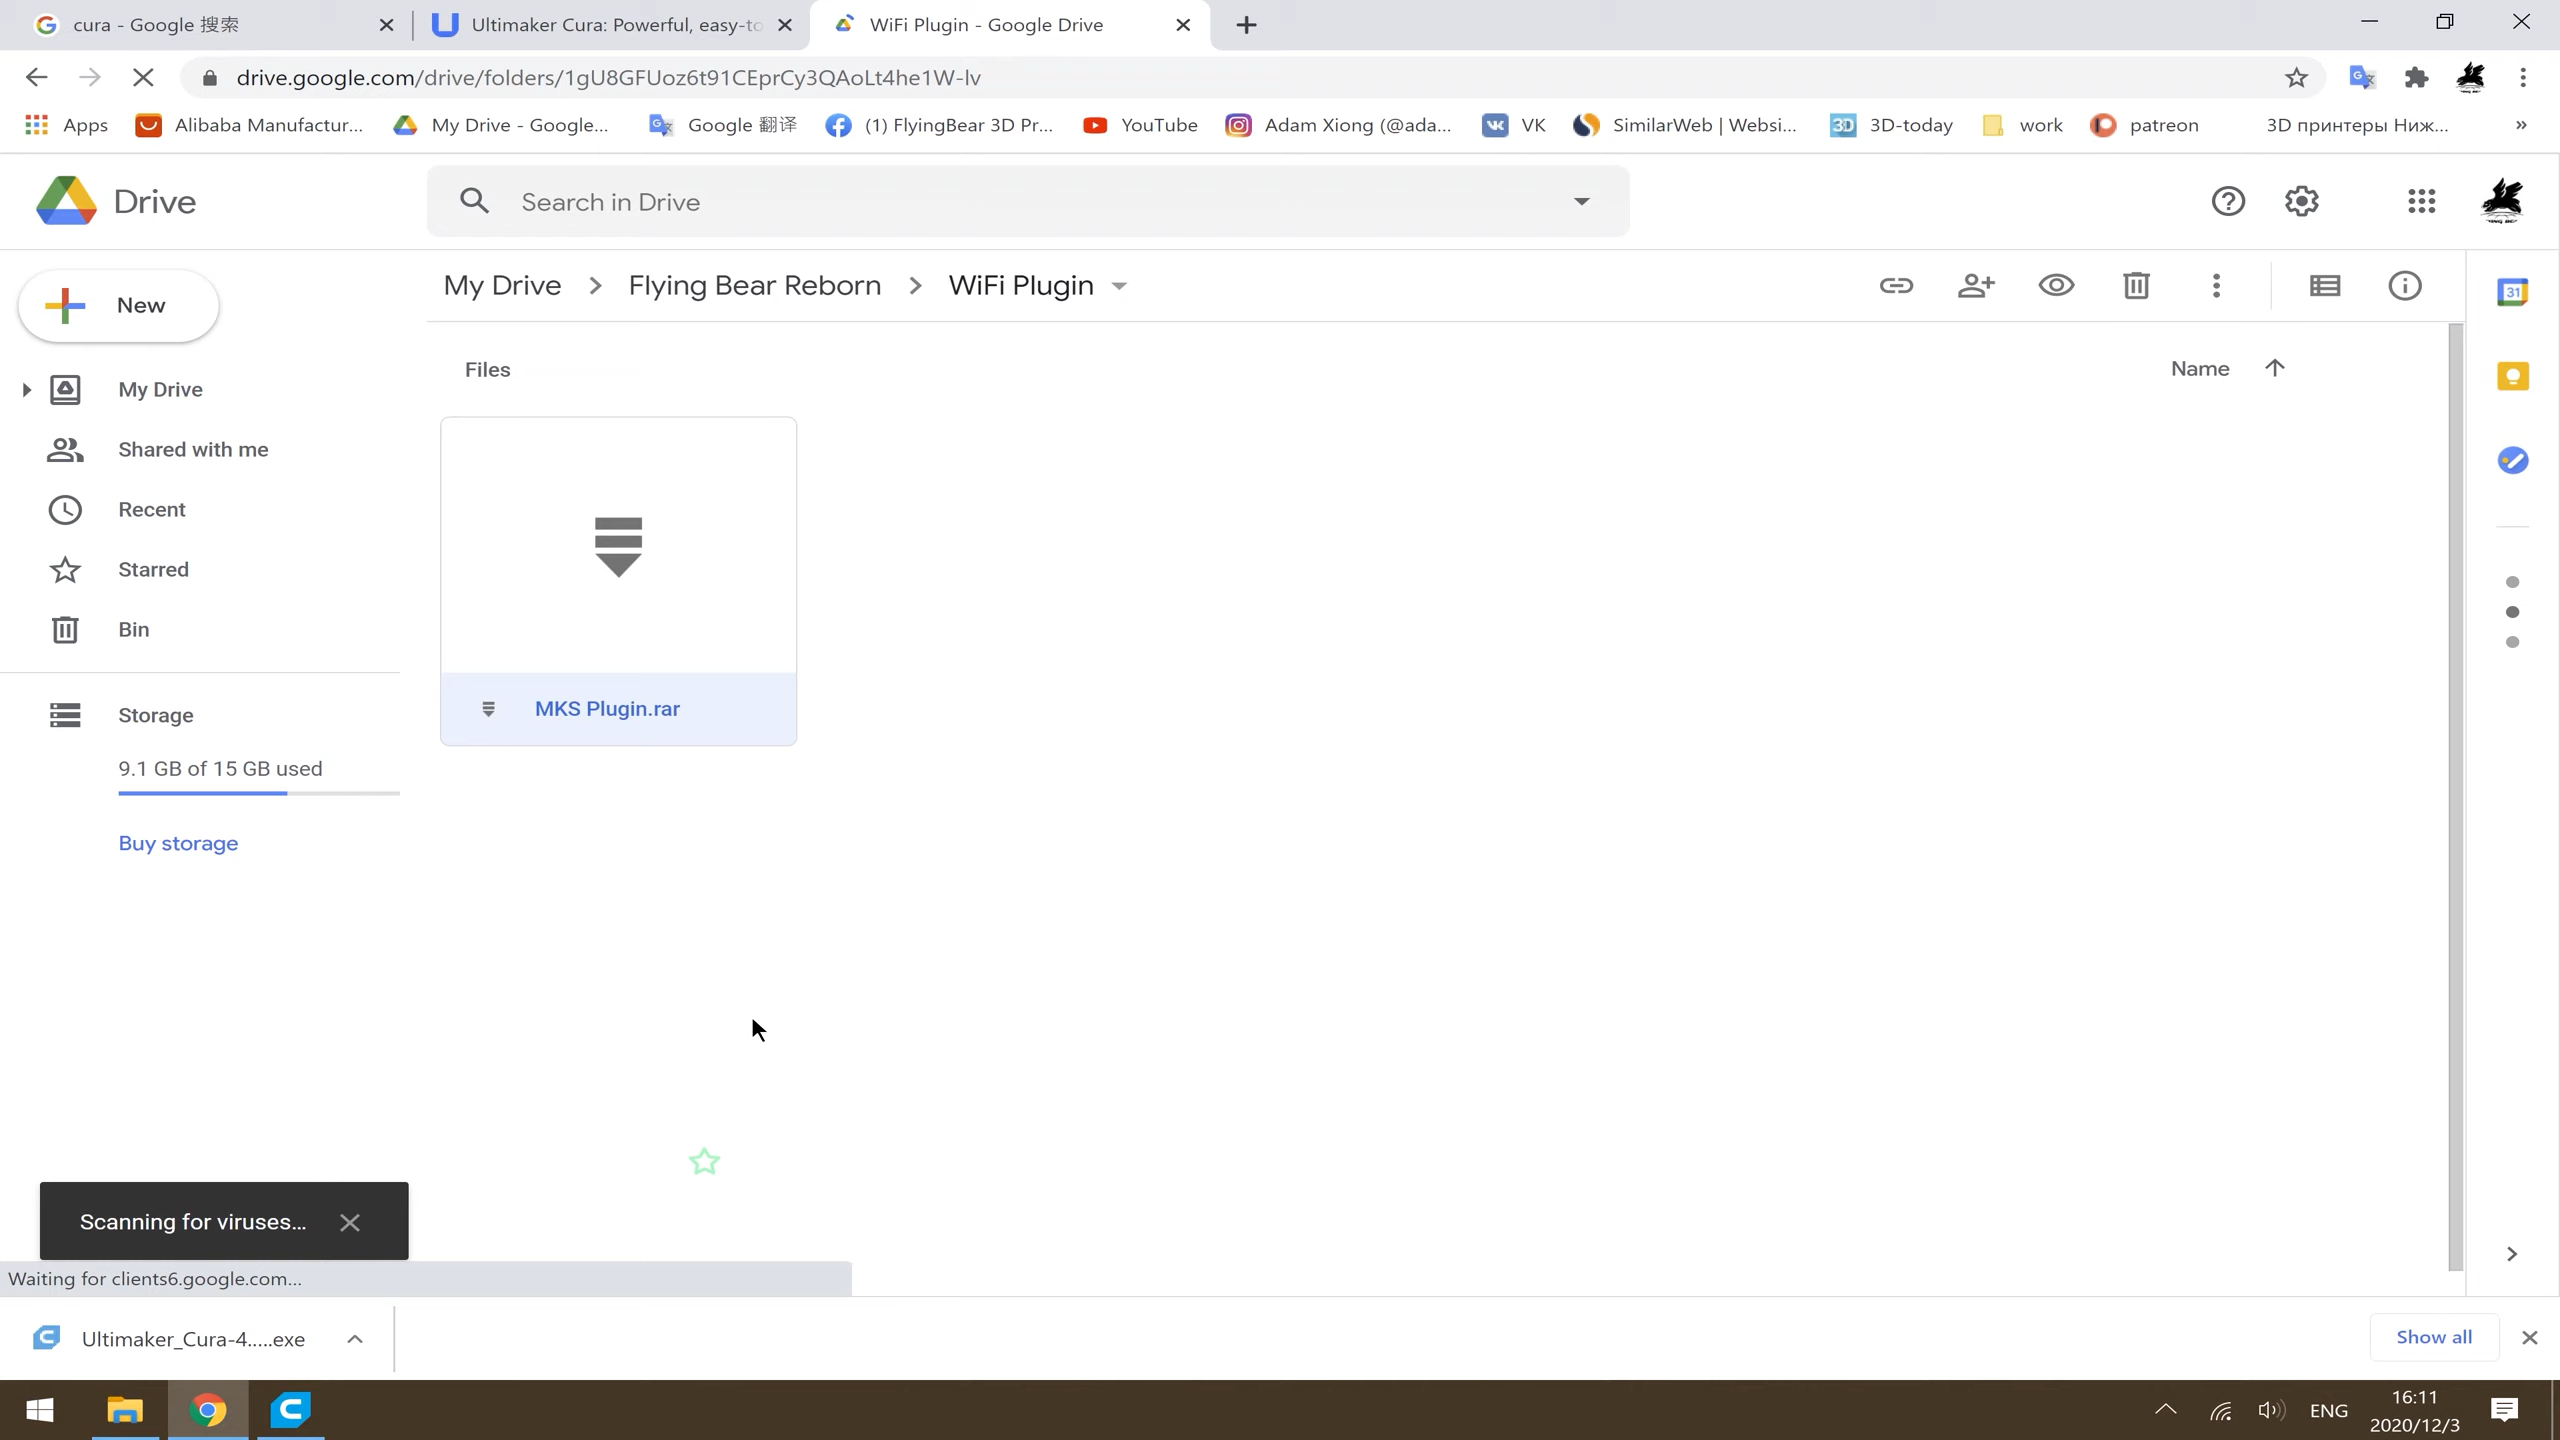 cura - Google 搜索
Ultimaker Cura: Powerful, easy-to
WiFi Plugin - Google Drive
drive.google.com/drive/folders/1gU8GFUoz6t91CEprCy3QAoLt4he1W-lv
Apps
Alibaba Manufactur...
My Drive - Google...
Google 翻译
(1) FlyingBear 3D Pr...
YouTube
Adam Xiong (@ada...
VK
SimilarWeb | Websi...
3D-today
work
patreon
3D принтеры Ниж...
»
Drive
Search in Drive
New
My Drive > Flying Bear Reborn > WiFi Plugin
Files
Name
My Drive
Shared with me
Recent
Starred
Bin
Storage
9.1 GB of 15 GB used
Buy storage
MKS Plugin.rar
31
Scanning for viruses...
Waiting for clients6.google.com...
Ultimaker_Cura-4.....exe
Show all
ENG
16:11
2020/12/3